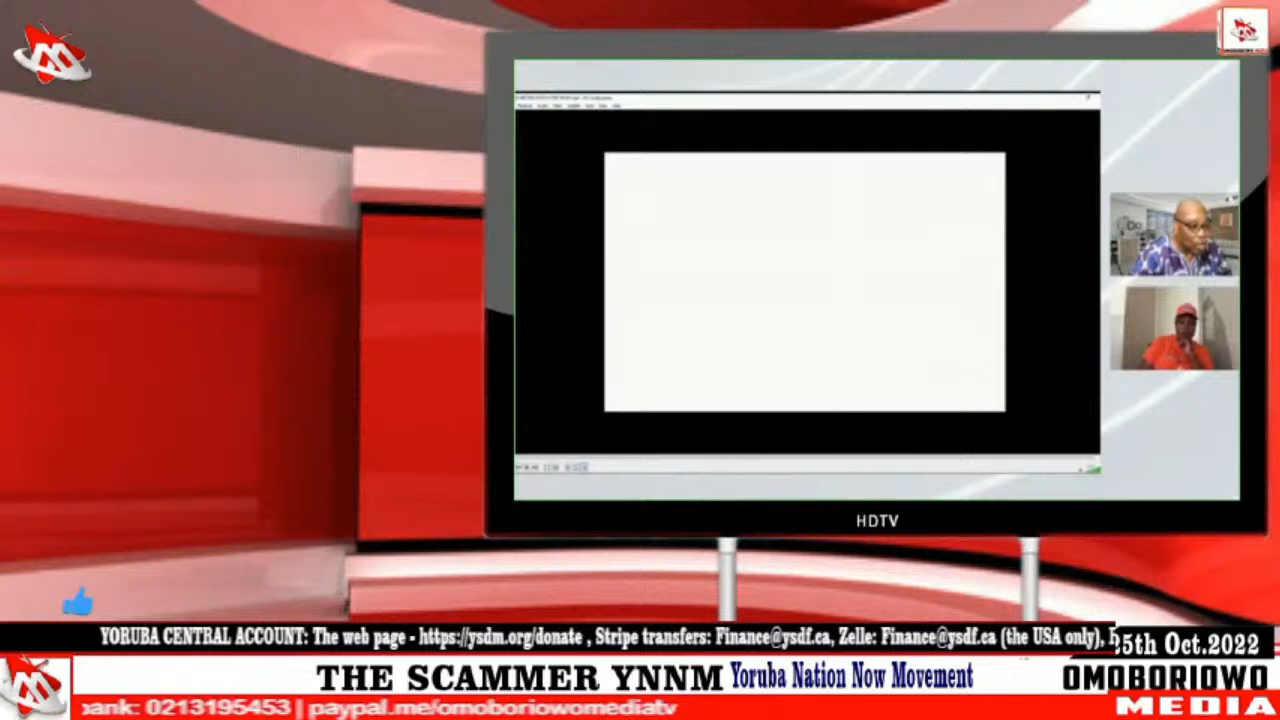 HDTV
YORUBA CENTRAL ACCOUNT: The web page - https://ysdm.org/donate , Stripe transfers: Finance@ysdf.ca, Zelle: Finance@ysdf.ca (the USA only),
5th Oct.2022
THE SCAMMER YNNM Yoruba Nation Now Movement
OMOBORIOWO
MEDIA
bank: 0213195453 | paypal.me/omoboriowomediatv